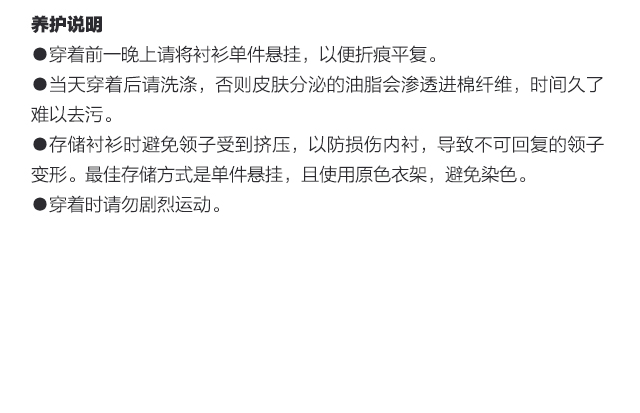 养护说明
●穿着前一晚上请将衬衫单件悬挂，以便折痕平复。
●当天穿着后请洗涤，否则皮肤分泌的油脂会渗透进棉纤维，时间久了
难以去污。
●存储衬衫时避免领子受到挤压，以防损伤内衬，导致不可回复的领子
变形。最佳存储方式是单件悬挂，且使用原色衣架，避免染色。
●穿着时请勿剧烈运动。